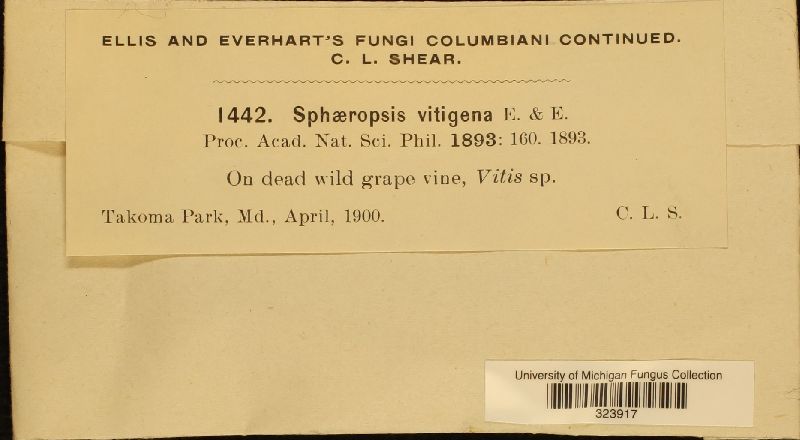 ELLIS AND EVERHART'S FUNGI COLUMBIANI CONTINUED.
C. L. SHEAR.
1442. Sphæropsis vitigena E. & E.
Proc. Acad. Nat. Sci. Phil. 1893: 160. 1893.
On dead wild grape vine, Vitis sp.
Takoma Park, Md., April, 1900. C. L. S.
University of Michigan Fungus Collection
323917